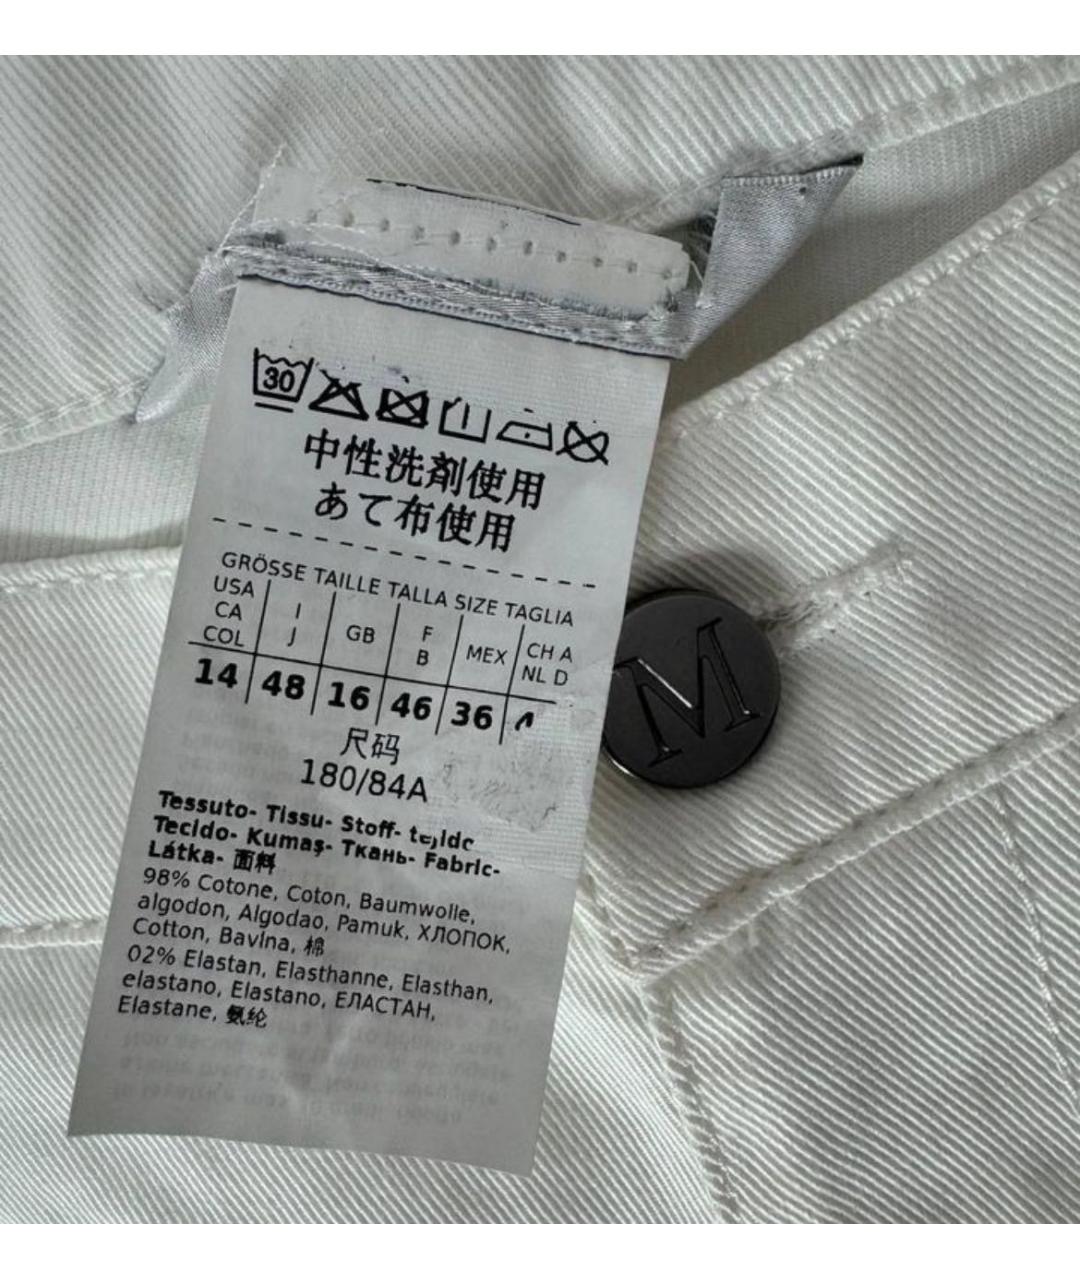 30
中性洗剤使用
あて布使用
GRÖSSE TAILLE TALLA SIZE TAGLIA
USA CA COL I J GB F B MEX CH A NL D
14 48 16 46 36
尺码
180/84A
Tessuto- Tissu- Stoff-
Tecido- Kumaş- Ткань- Fabric-
Látka- 面料
98% Cotone, Coton, Baumwolle,
algodon, Algodao, Pamuk, ХЛОПОК,
Cotton, Bavlna, 棉
02% Elastan, Elasthanne, Elasthan,
elastano, Elastano, ЕЛАСТАН,
Elastane, 氨纶
M